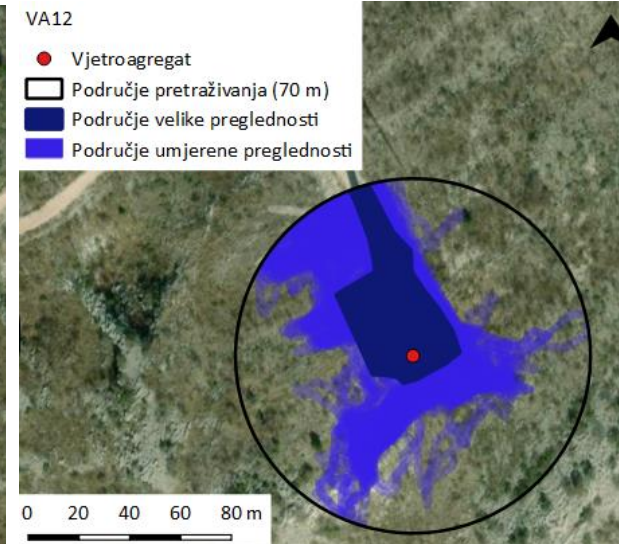 VA12
Vjetroagregat
Područje pretraživanja (70 m)
Područje velike preglednosti
Područje umjerene preglednosti
0 20 40 60 80 m